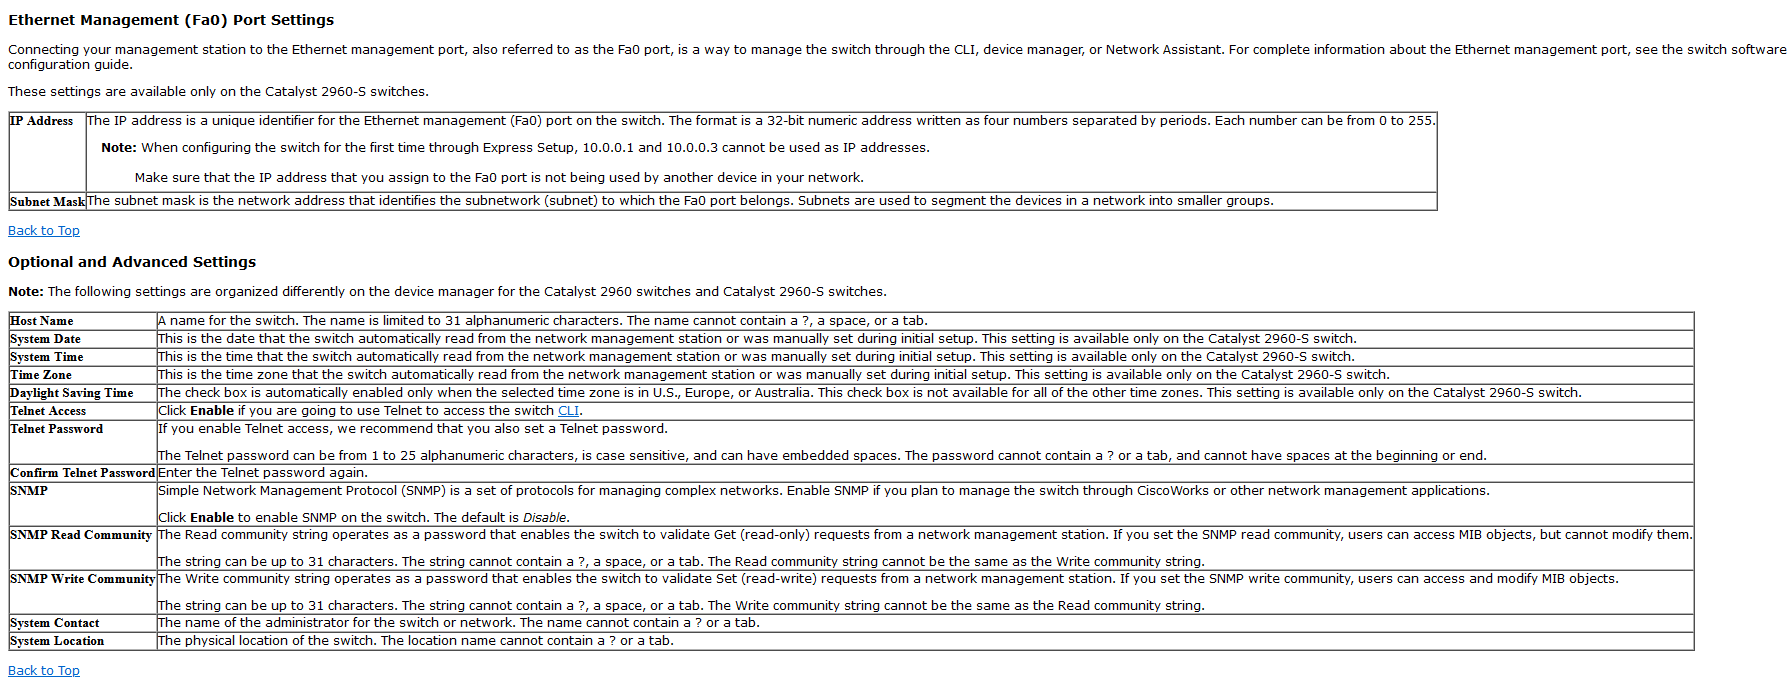 Ethernet Management (Fa0) Port Settings
Connecting your management station to the Ethernet management port, also referred to as the Fa0 port, is a way to manage the switch through the CLI, device manager, or Network Assistant. For complete information about the Ethernet management port, see the switch software
configuration guide.
These settings are available only on the Catalyst 2960-S switches.
IP Address The IP address is a unique identifier for the Ethernet management (Fa0) port on the switch. The format is a 32-bit numeric address written as four numbers separated by periods. Each number can be from 0 to 255.
Note: When configuring the switch for the first time through Express Setup, 10.0.0.1 and 10.0.0.3 cannot be used as IP addresses.
Make sure that the IP address that you assign to the Fa0 port is not being used by another device in your network.
Subnet Mask The subnet mask is the network address that identifies the subnetwork (subnet) to which the Fa0 port belongs. Subnets are used to segment the devices in a network into smaller groups.
Back to Top
Optional and Advanced Settings
Note: The following settings are organized differently on the device manager for the Catalyst 2960 switches and Catalyst 2960-S switches.
Host Name A name for the switch. The name is limited to 31 alphanumeric characters. The name cannot contain a ?, a space, or a tab.
System Date This is the date that the switch automatically read from the network management station or was manually set during initial setup. This setting is available only on the Catalyst 2960-S switch.
System Time This is the time that the switch automatically read from the network management station or was manually set during initial setup. This setting is available only on the Catalyst 2960-S switch.
Time Zone This is the time zone that the switch automatically read from the network management station or was manually set during initial setup. This setting is available only on the Catalyst 2960-S switch.
Daylight Saving Time The check box is automatically enabled only when the selected time zone is in U.S., Europe, or Australia. This check box is not available for all of the other time zones. This setting is available only on the Catalyst 2960-S switch.
Telnet Access Click Enable if you are going to use Telnet to access the switch CLI.
Telnet Password If you enable Telnet access, we recommend that you also set a Telnet password.
The Telnet password can be from 1 to 25 alphanumeric characters, is case sensitive, and can have embedded spaces. The password cannot contain a ? or a tab, and cannot have spaces at the beginning or end.
Confirm Telnet Password Enter the Telnet password again.
SNMP Simple Network Management Protocol (SNMP) is a set of protocols for managing complex networks. Enable SNMP if you plan to manage the switch through CiscoWorks or other network management applications.
Click Enable to enable SNMP on the switch. The default is Disable.
SNMP Read Community The Read community string operates as a password that enables the switch to validate Get (read-only) requests from a network management station. If you set the SNMP read community, users can access MIB objects, but cannot modify them.
The string can be up to 31 characters. The string cannot contain a ?, a space, or a tab. The Read community string cannot be the same as the Write community string.
SNMP Write Community The Write community string operates as a password that enables the switch to validate Set (read-write) requests from a network management station. If you set the SNMP write community, users can access and modify MIB objects.
The string can be up to 31 characters. The string cannot contain a ?, a space, or a tab. The Write community string cannot be the same as the Read community string.
System Contact The name of the administrator for the switch or network. The name cannot contain a ? or a tab.
System Location The physical location of the switch. The location name cannot contain a ? or a tab.
Back to Top